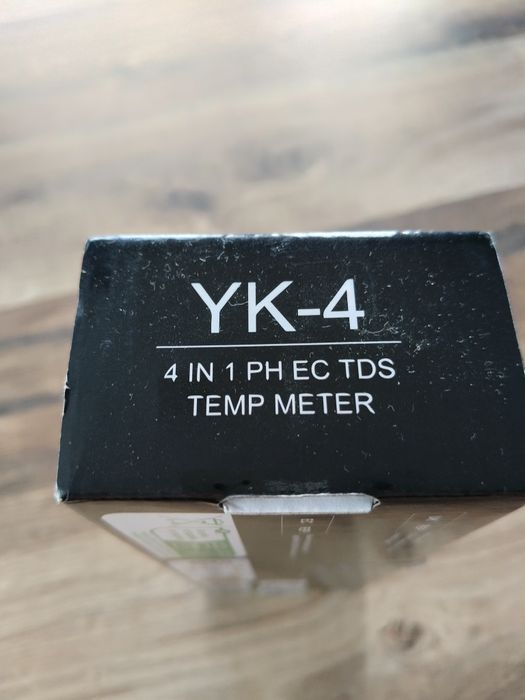 YK-4
4 IN 1 PH EC TDS
TEMP METER